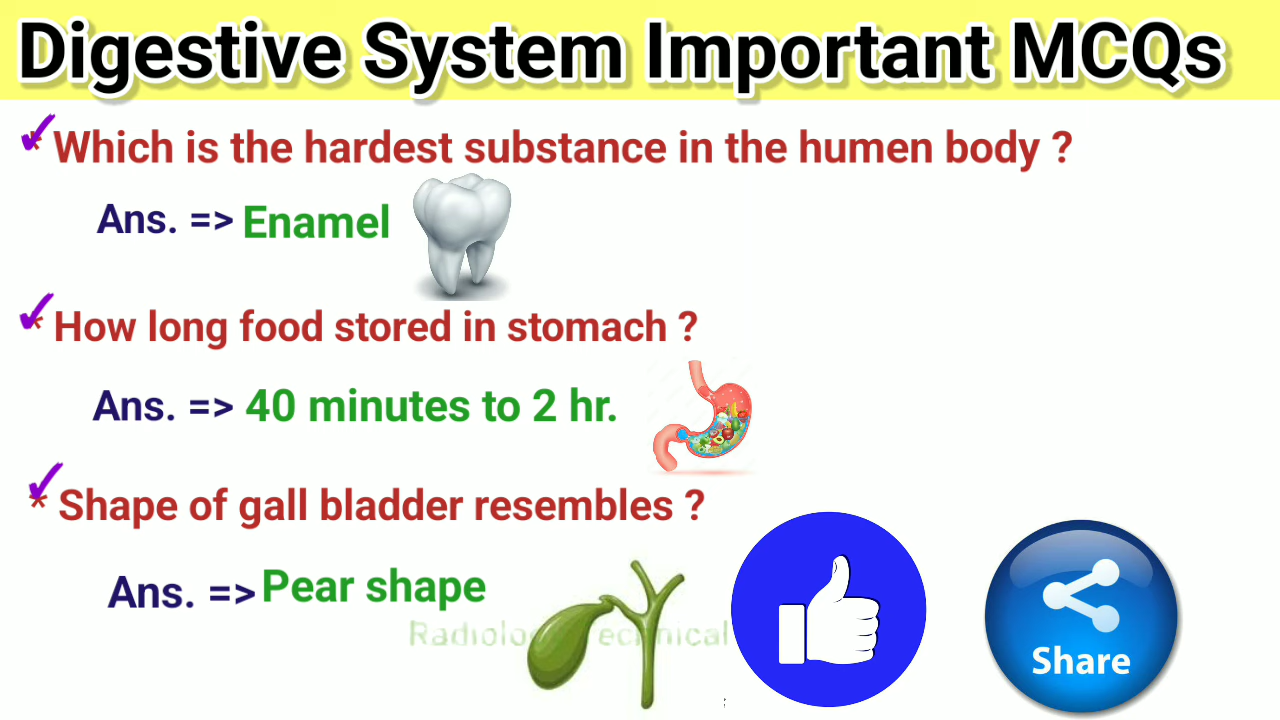 Digestive System Important MCQs
* Which is the hardest substance in the humen body ?
Ans. => Enamel
* How long food stored in stomach ?
Ans. => 40 minutes to 2 hr.
* Shape of gall bladder resembles ?
Ans. => Pear shape
Share